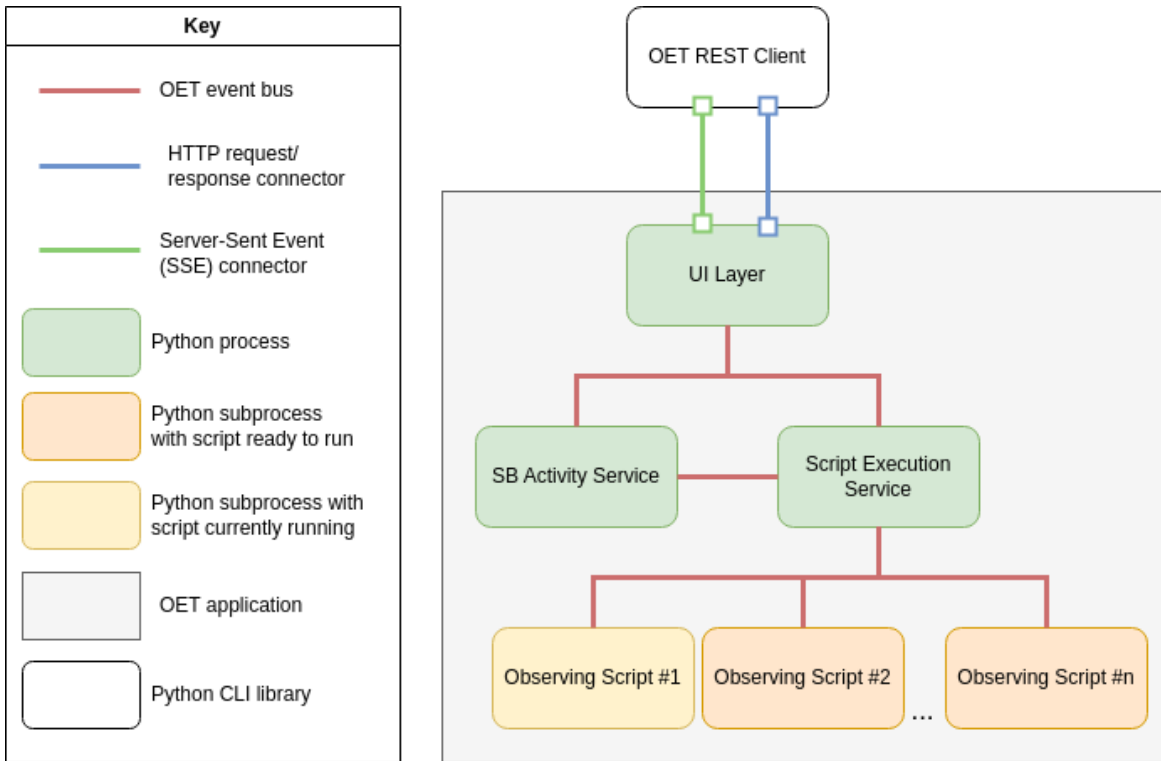 Key
OET event bus
HTTP request/
response connector
Server-Sent Event
(SSE) connector
Python process
Python subprocess
with script ready to run
Python subprocess with
script currently running
OET application
Python CLI library
OET REST Client
UI Layer
SB Activity Service
Script Execution
Service
Observing Script #1
Observing Script #2
...
Observing Script #n